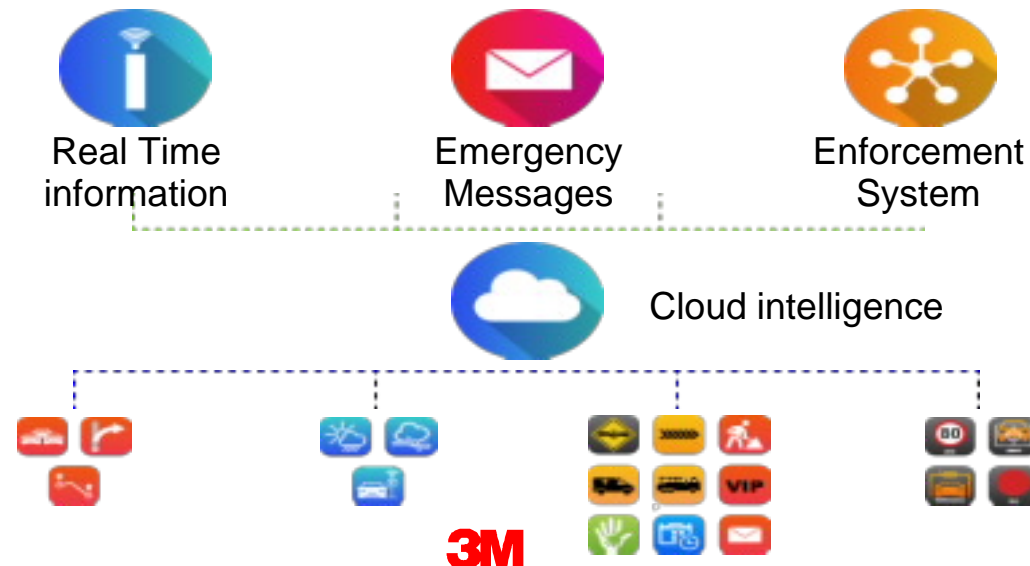 Real Time
information
Emergency
Messages
Enforcement
System
Cloud intelligence
80
VIP
3M